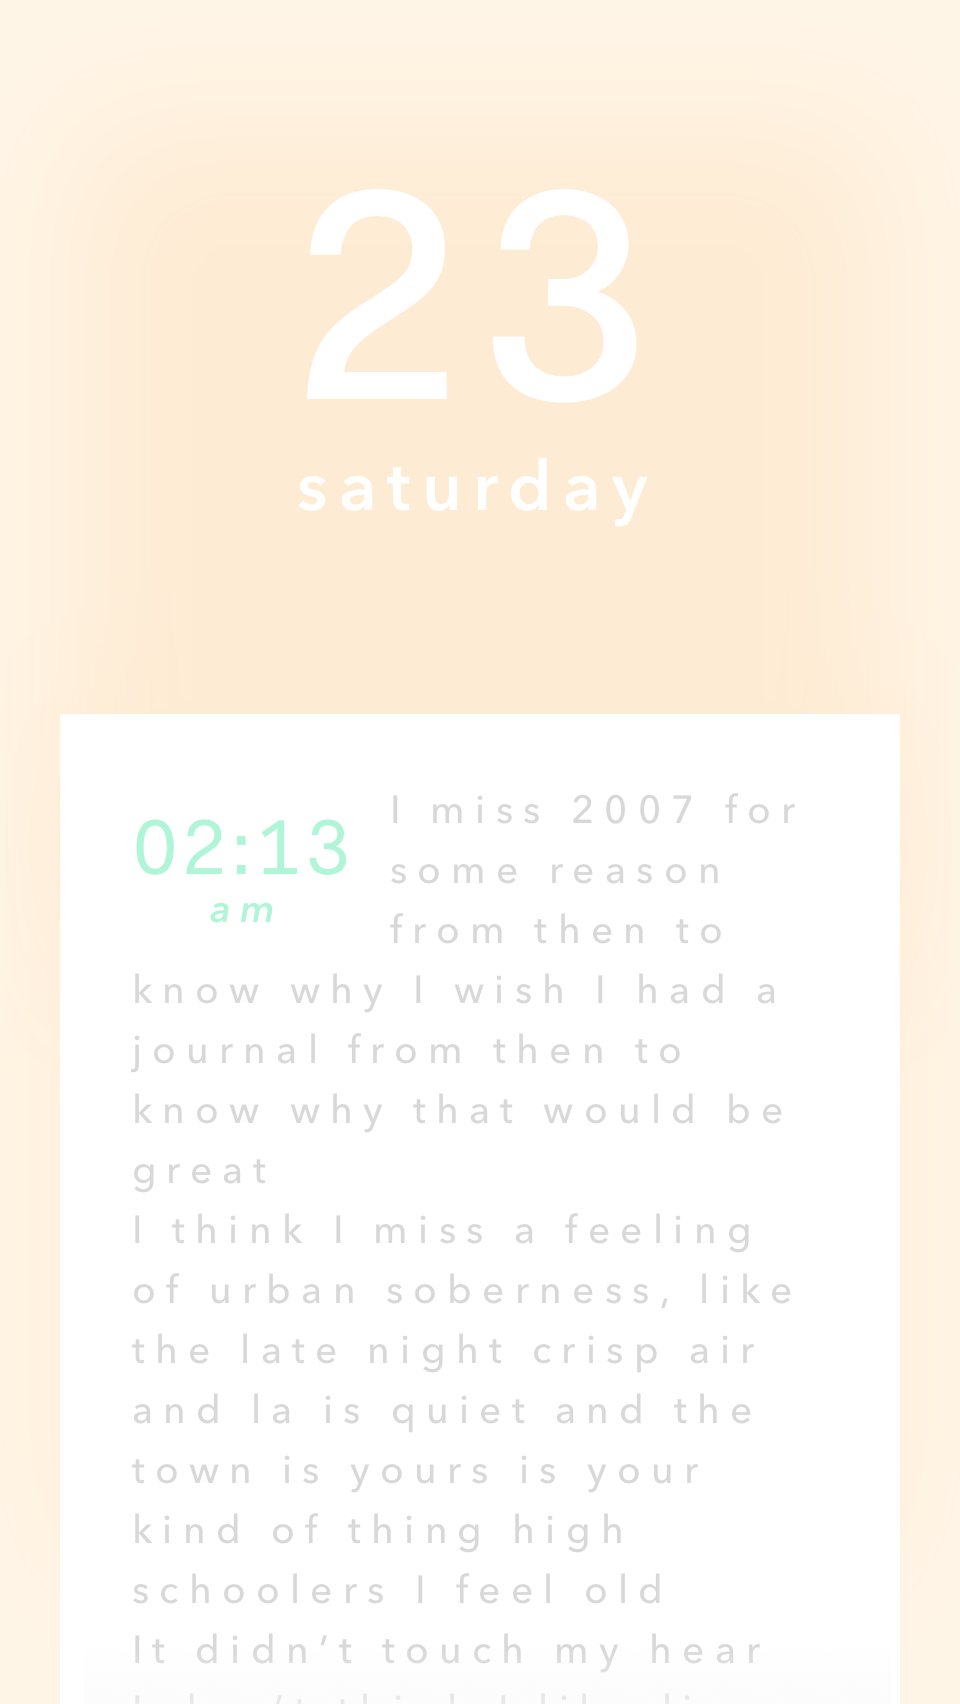 23
saturday
02:13
am
I miss 2007 for
some reason
from then to
know why I wish I had a
journal from then to
know why that would be
great
I think I miss a feeling
of urban soberness, like
the late night crisp air
and la is quiet and the
town is yours is your
kind of thing high
schoolers I feel old
It didn’t touch my hear